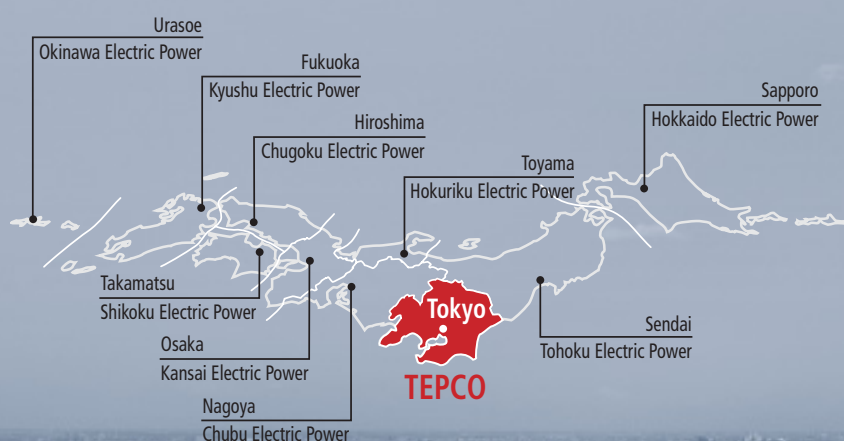 Urasoe
Okinawa Electric Power
Fukuoka
Kyushu Electric Power
Hiroshima
Chugoku Electric Power
Toyama
Hokuriku Electric Power
Sapporo
Hokkaido Electric Power
Takamatsu
Shikoku Electric Power
Osaka
Kansai Electric Power
Nagoya
Chubu Electric Power
Tokyo
TEPCO
Sendai
Tohoku Electric Power